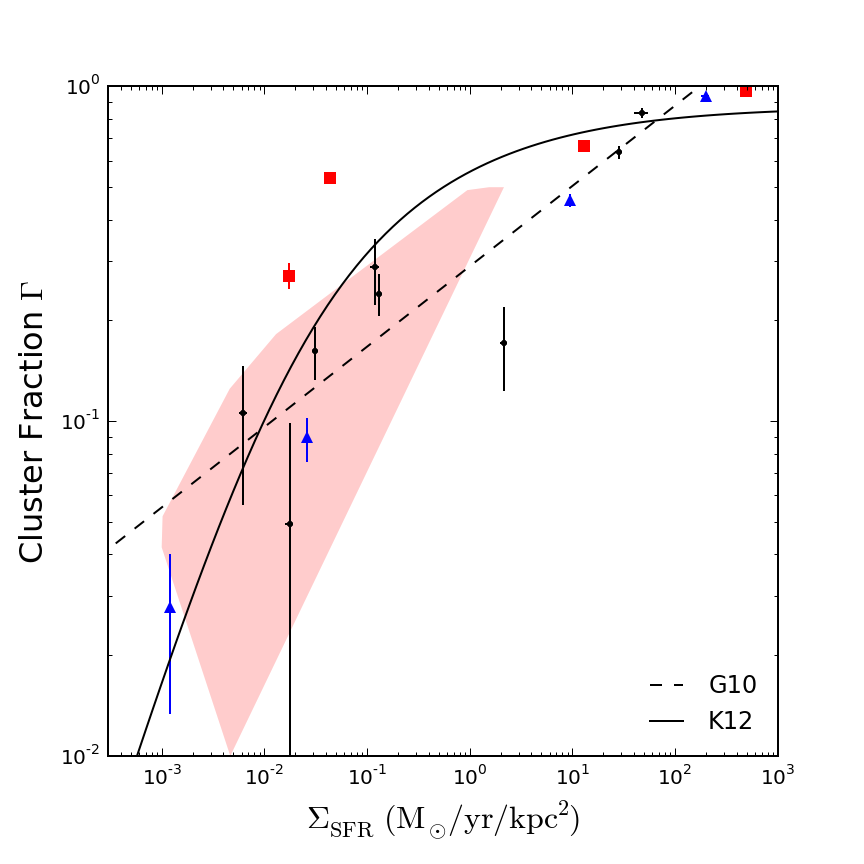 10⁰
10⁻¹
10⁻²
Cluster Fraction Γ
G10
K12
10⁻³ 10⁻² 10⁻¹ 10⁰ 10¹ 10² 10³
Σ_SFR (M_⊙/yr/kpc²)